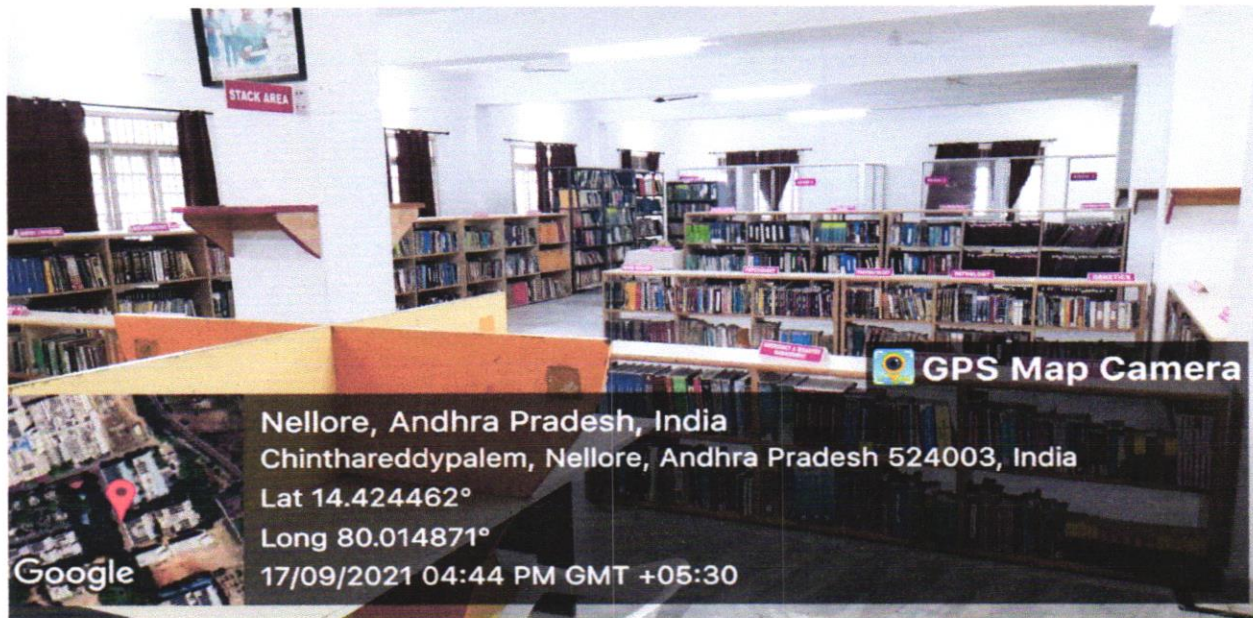 STACK AREA
GENETICS
GPS Map Camera
Nellore, Andhra Pradesh, India
Chinthareddypalem, Nellore, Andhra Pradesh 524003, India
Lat 14.424462°
Long 80.014871°
17/09/2021 04:44 PM GMT +05:30
Google